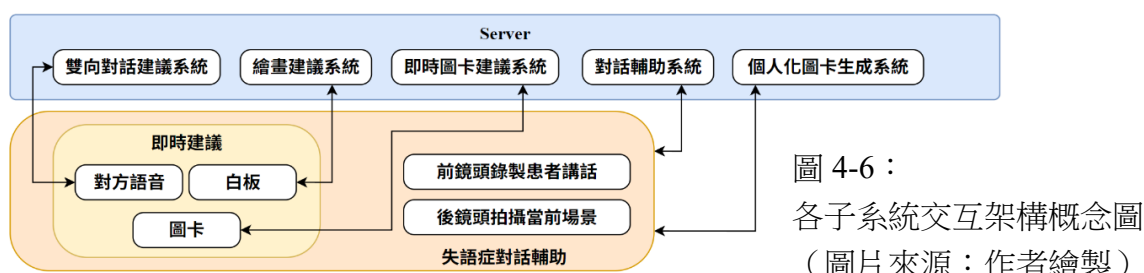 Server
雙向對話建議系統 繪畫建議系統 即時圖卡建議系統 對話輔助系統 個人化圖卡生成系統
即時建議
對方語音 白板
圖卡
前鏡頭錄製患者講話
後鏡頭拍攝當前場景
失語症對話輔助
圖 4-6：
各子系統交互架構概念圖
（圖片來源：作者繪製）